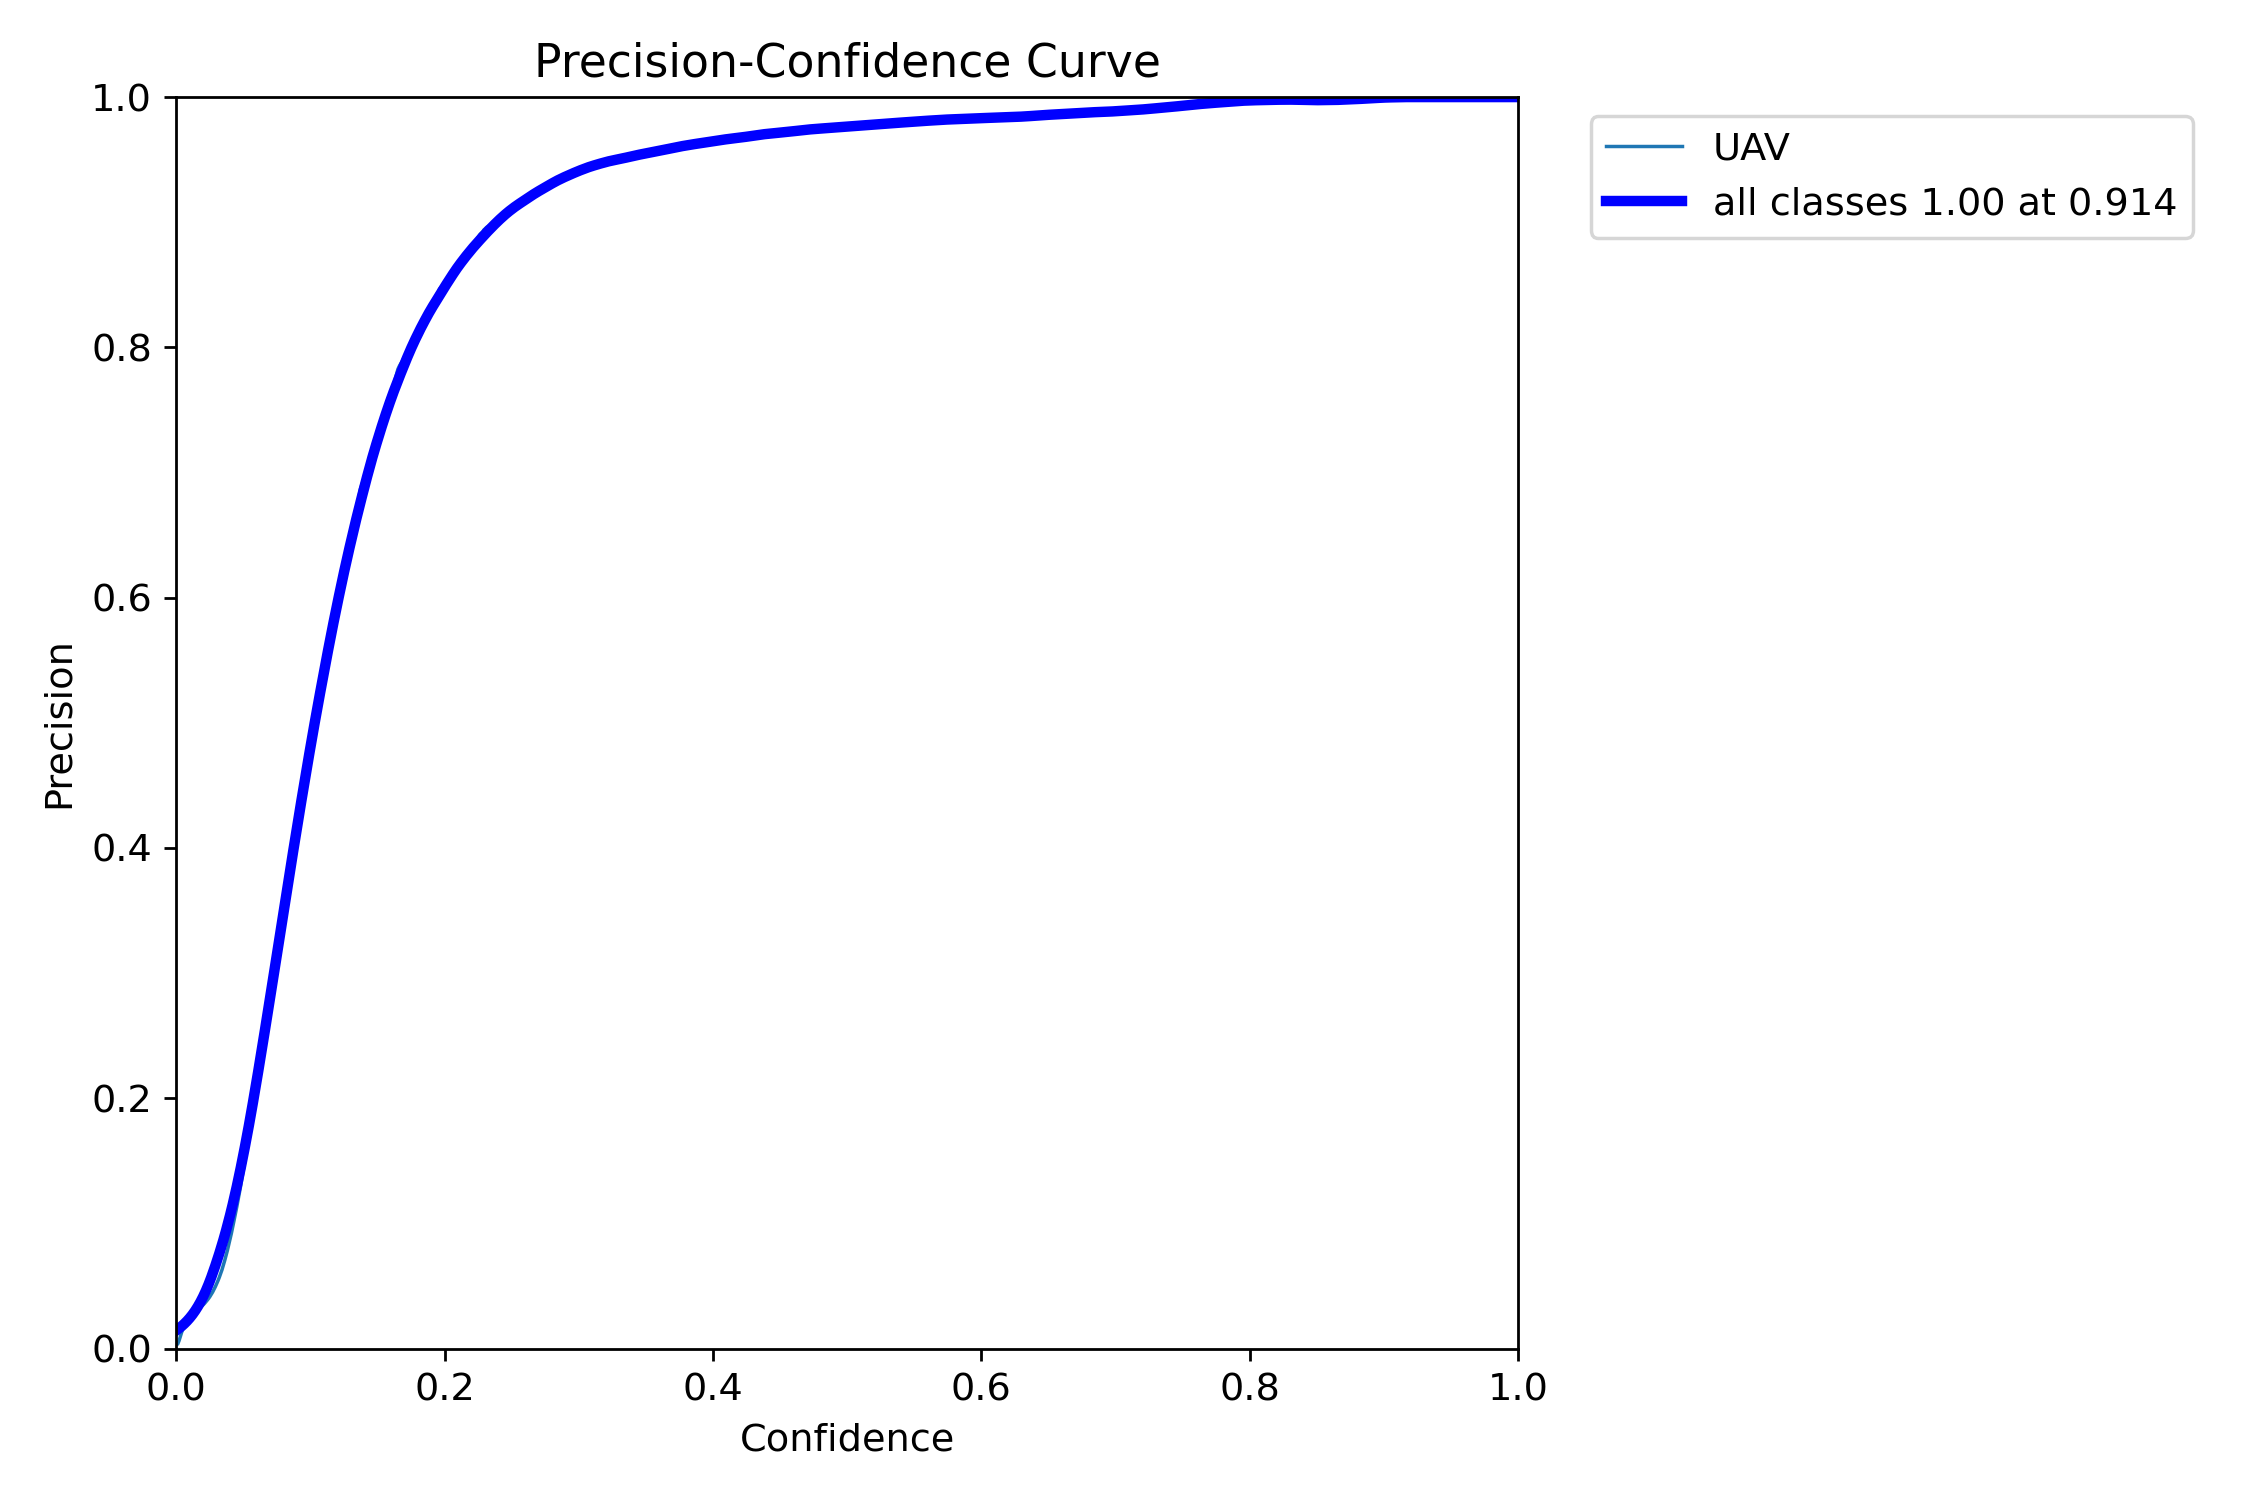 Precision-Confidence Curve
1.0
0.8
0.6
0.4
0.2
0.0
Precision
0.0 0.2 0.4 0.6 0.8 1.0
Confidence
UAV
all classes 1.00 at 0.914